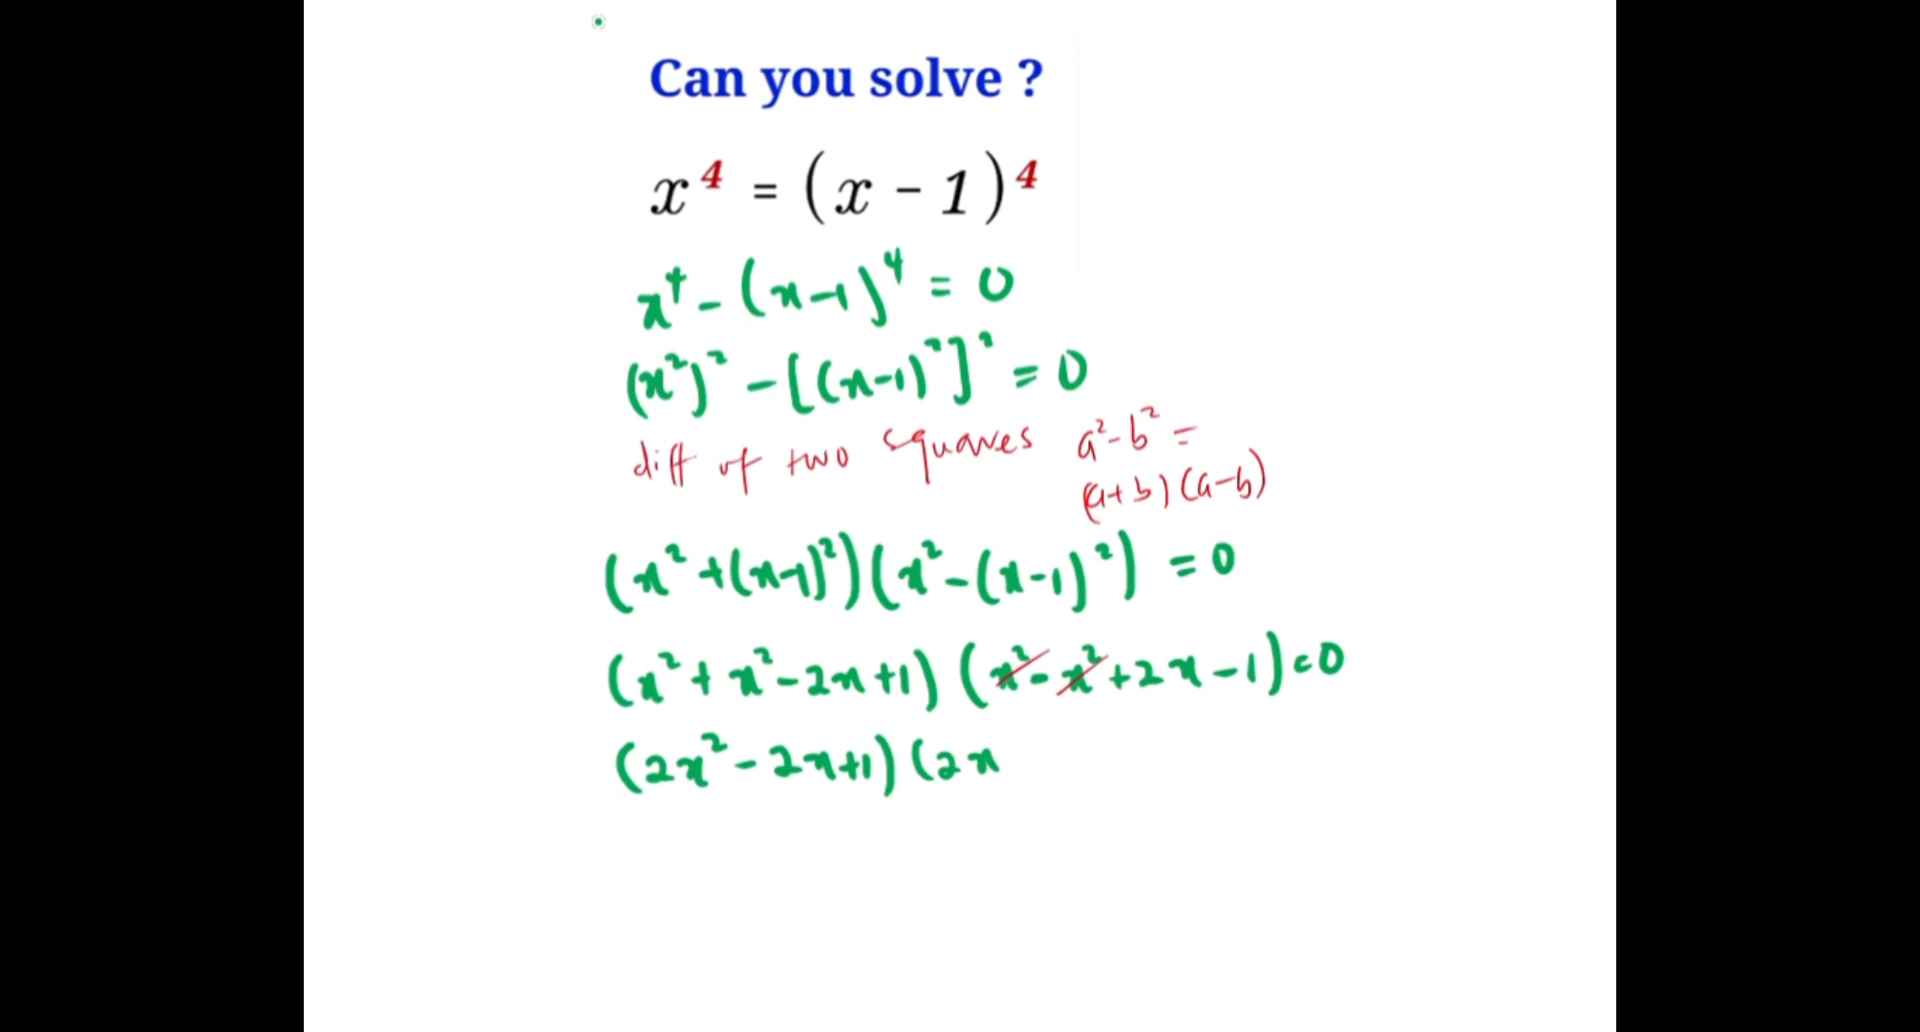 Can you solve ?
x⁴ = (x - 1)⁴
x⁴ - (x-1)⁴ = 0
(x²)² - [(x-1)²]² = 0
diff of two squares a²-b² =
(a+b)(a-b)
(x² + (x-1)²)(x² - (x-1)²) = 0
(x² + x² - 2x + 1)(x² - x² + 2x - 1) = 0
(2x² - 2x + 1)(2x